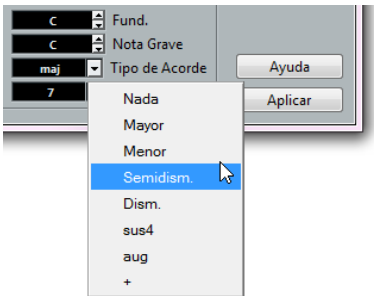 C Fund.
C Nota Grave
maj Tipo de Acorde Ayuda
7 Aplicar
Nada
Mayor
Menor
Semidism.
Dism.
sus4
aug
+